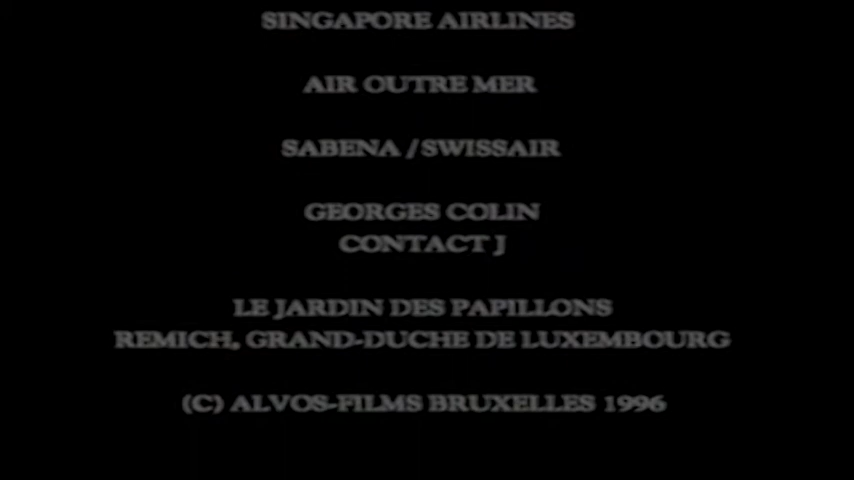 SINGAPORE AIRLINES
AIR OUTRE MER
SABENA / SWISSAIR
GEORGES COLIN
CONTACT J
LE JARDIN DES PAPILLONS
REMICH, GRAND-DUCHE DE LUXEMBOURG
(C) ALVOS-FILMS BRUXELLES 1996